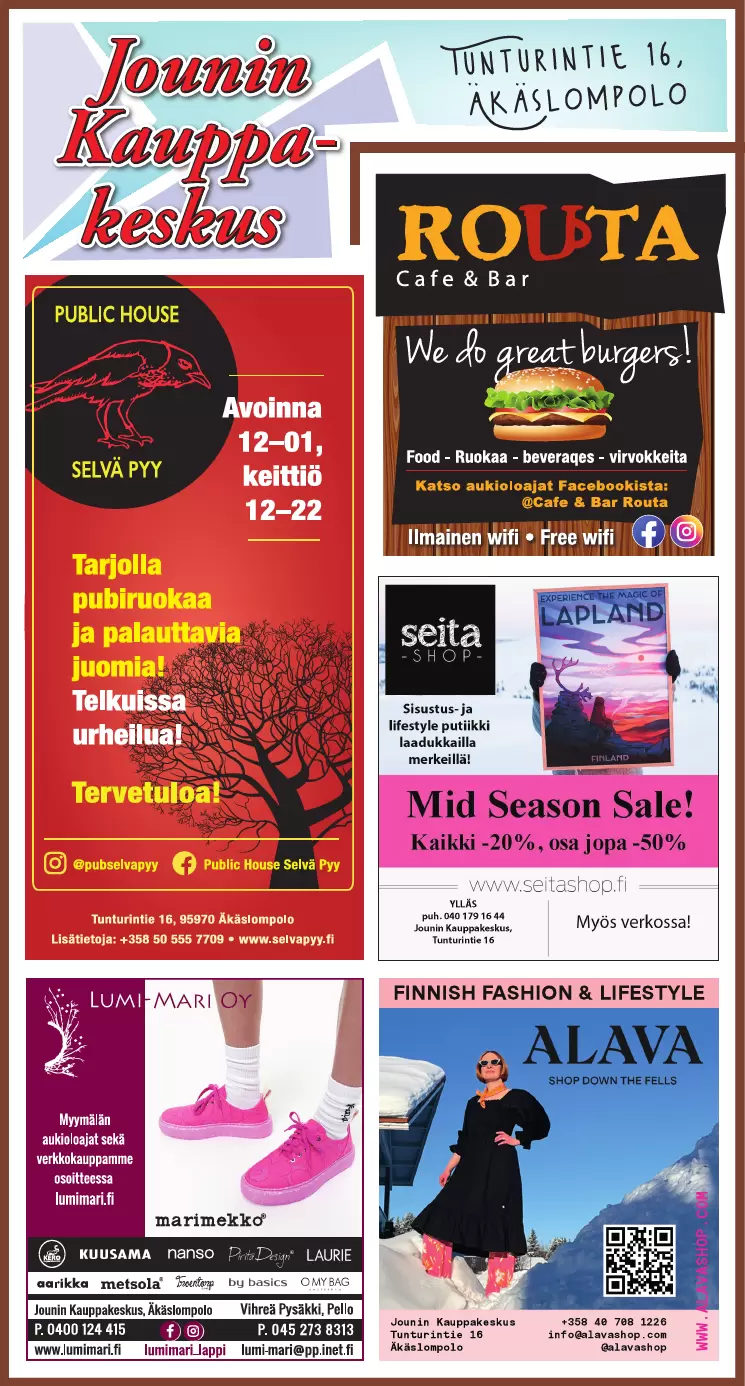 Jounin
Kauppa-
keskus
TUNTURINTIE 16,
ÄKÄSLOMPOLO
ROUTA
Cafe & Bar
We do great burgers!
Food - Ruokaa - beveraqes - virvokkeita
Katso aukioloajat Facebookista:
@Cafe & Bar Routa
Ilmainen wifi • Free wifi
PUBLIC HOUSE
SELVÄ PYY
Avoinna
12–01,
keittiö
12–22
Tarjolla
pubiruokaa
ja palauttavia
juomia!
Telkuissa
urheilua!
Tervetuloa!
@pubselvapyy
Public House Selvä Pyy
Tunturintie 16, 95970 Äkäslompolo
Lisätietoja: +358 50 555 7709 • www.selvapyy.fi
seita
-SHOP-
Sisustus- ja
lifestyle putiikki
laadukkailla
merkeillä!
EXPERIENCE THE MAGIC OF
LAPLAND
FINLAND
Mid Season Sale!
Kaikki -20%, osa jopa -50%
www.seitashop.fi
YLLÄS
puh. 040 179 16 44
Jounin Kauppakeskus,
Tunturintie 16
Myös verkossa!
LUMI-MARI OY
Myymälän
aukioloajat sekä
verkkokauppamme
osoitteessa
lumimari.fi
marimekko®
KERO KUUSAMA nanso Piritta Design® LAURIE
aarikka metsola® by basics O MY BAG
Jounin Kauppakeskus, Äkäslompolo
P. 0400 124 415
www.lumimari.fi
lumimari_lappi
Vihreä Pysäkki, Pello
P. 045 273 8313
lumi-mari@pp.inet.fi
FINNISH FASHION & LIFESTYLE
ALAVA
SHOP DOWN THE FELLS
WWW.ALAVASHOP.COM
Jounin Kauppakeskus
Tunturintie 16
Äkäslompolo
+358 40 708 1226
info@alavashop.com
@alavashop